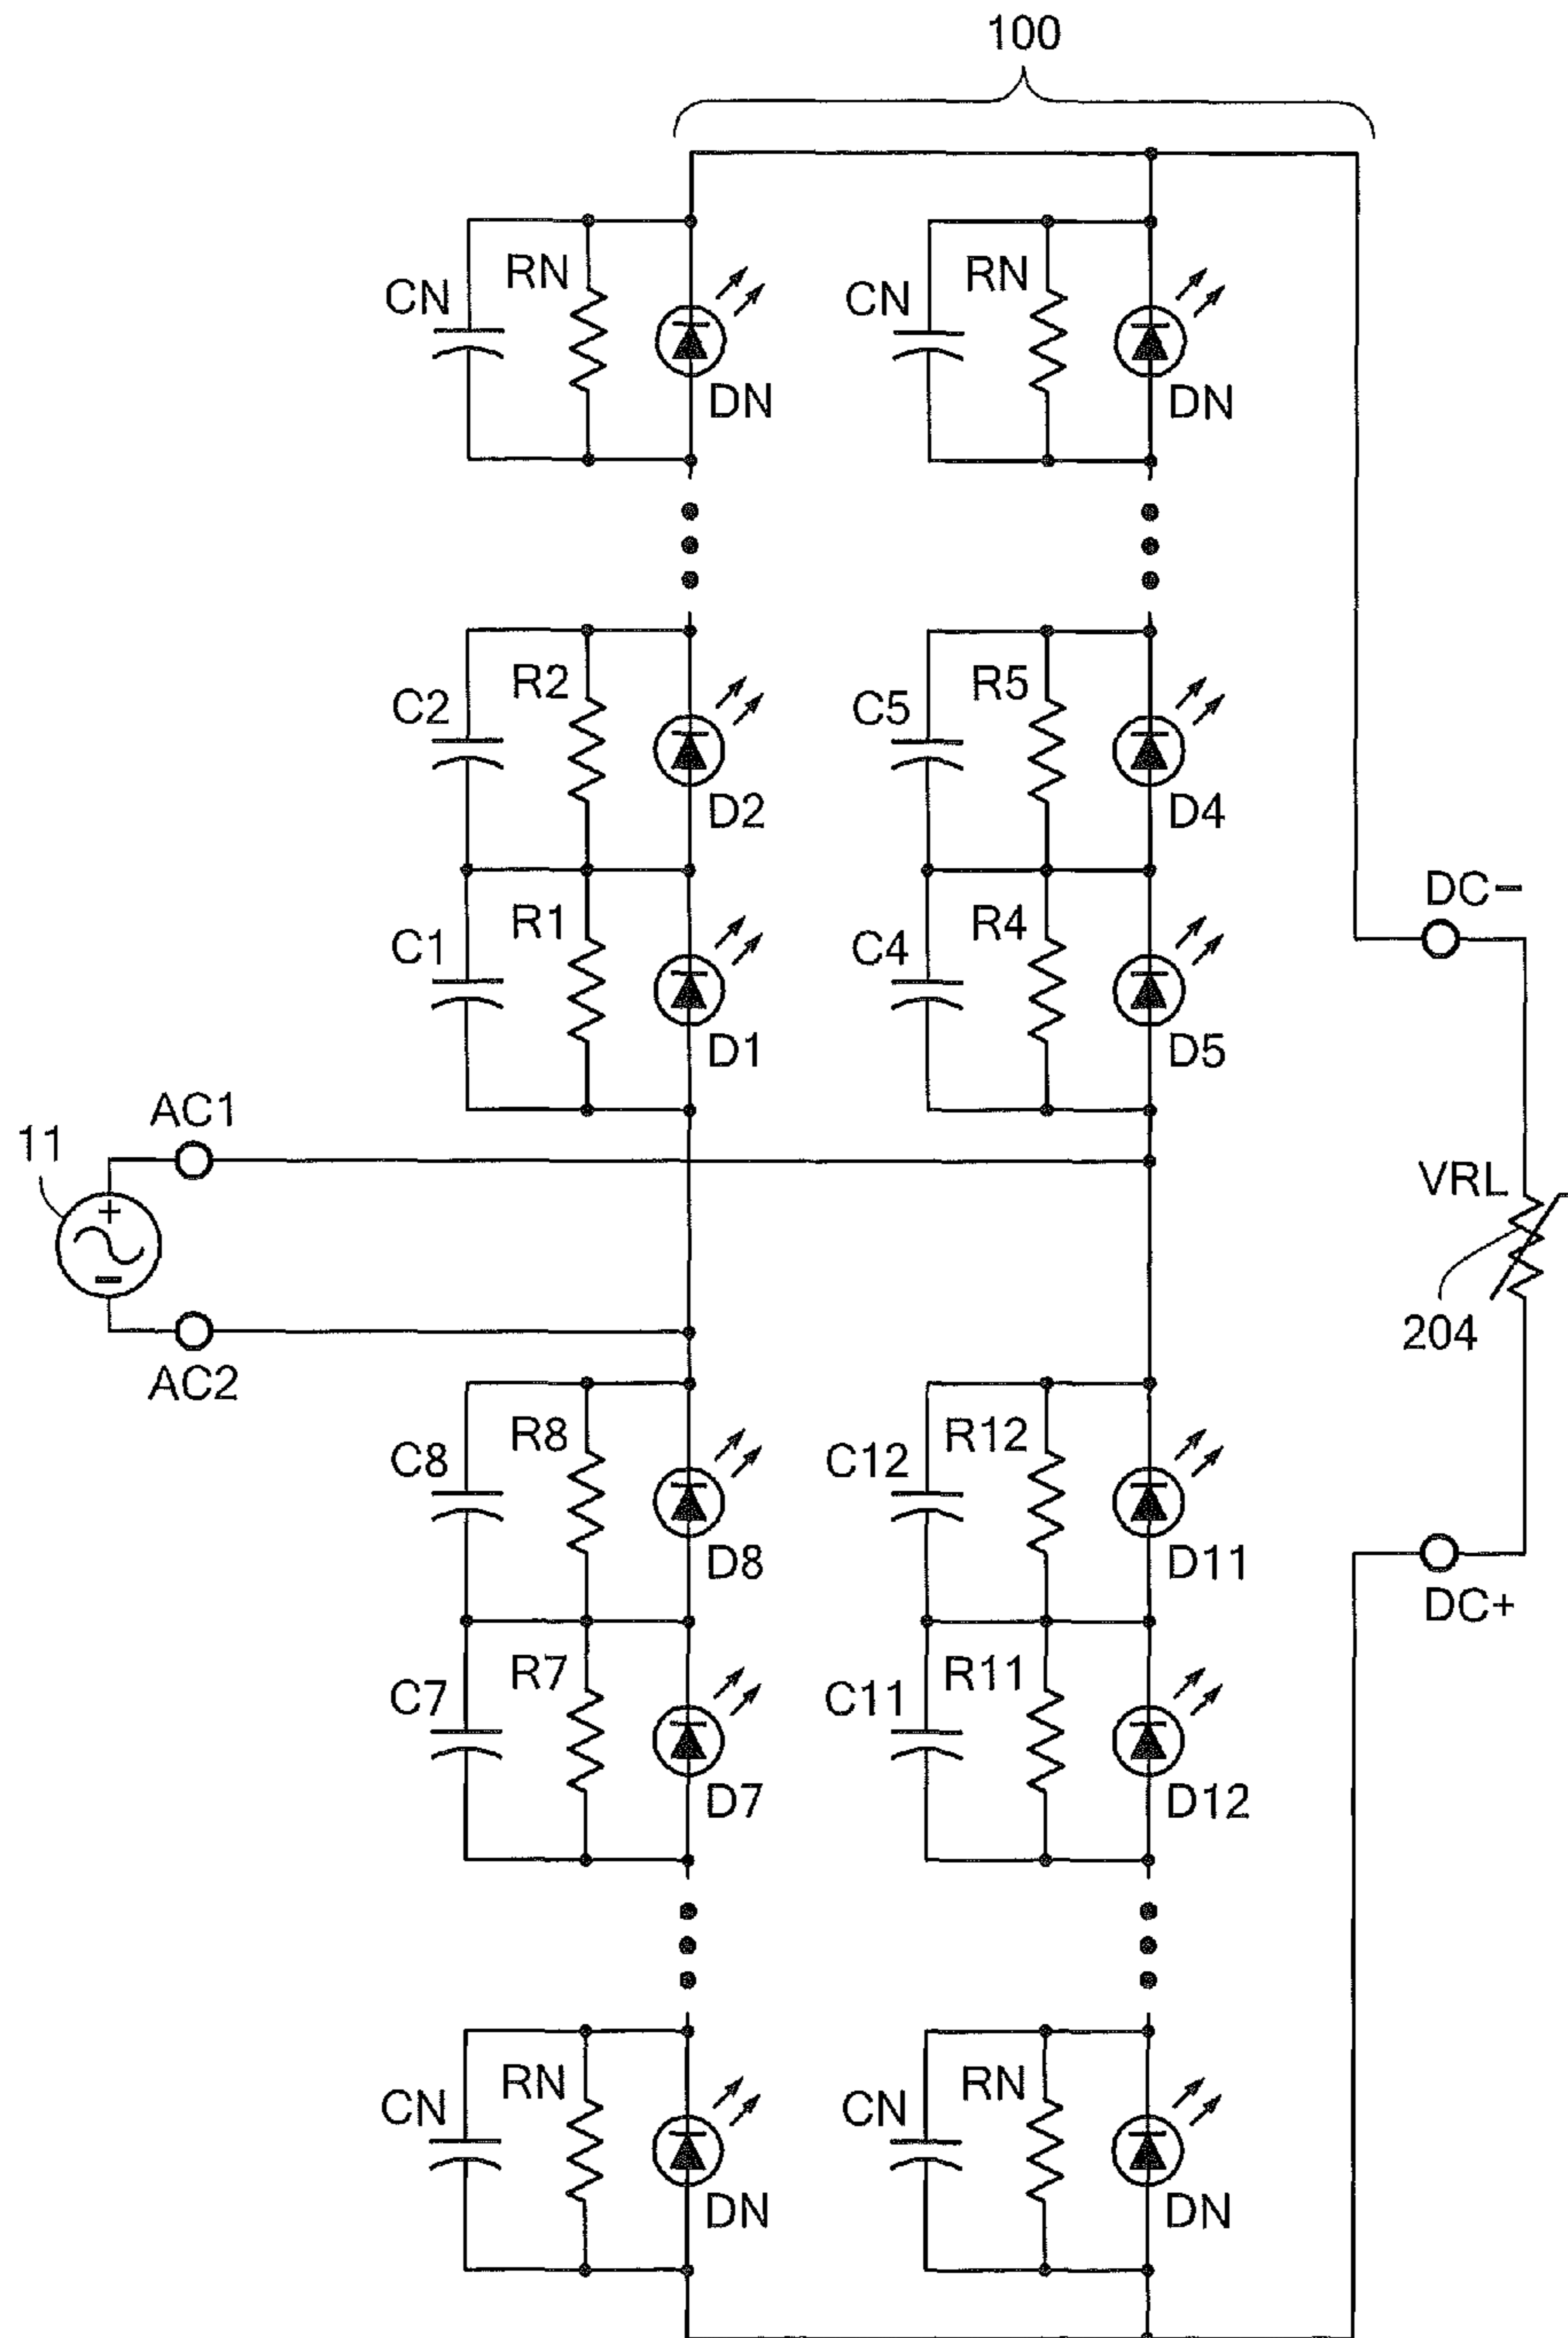 100
CN RN DN CN RN DN
C2 R2 D2 C5 R5 D4
C1 R1 D1 C4 R4 D5
DC-
11 AC1
+
-
VRL
204
AC2
C8 R8 D8 C12 R12 D11
DC+
C7 R7 D7 C11 R11 D12
CN RN DN CN RN DN